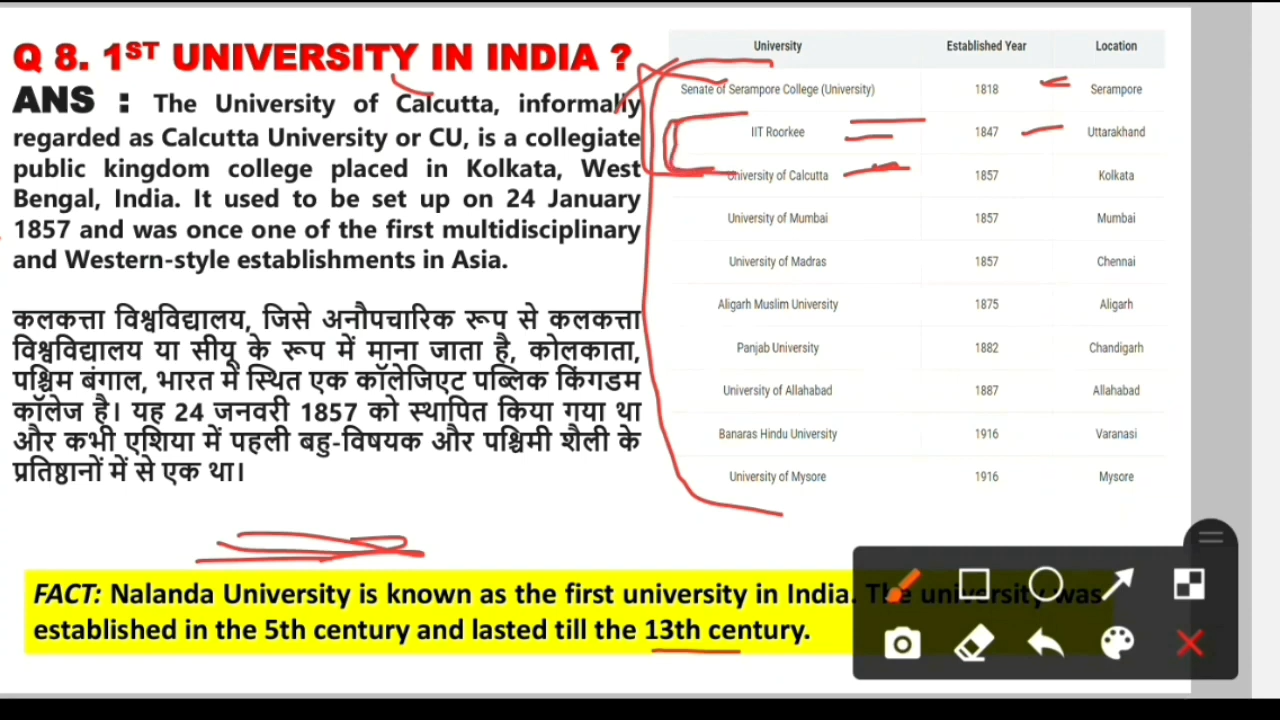 Q 8. 1ST UNIVERSITY IN INDIA ?
ANS : The University of Calcutta, informally
regarded as Calcutta University or CU, is a collegiate
public kingdom college placed in Kolkata, West
Bengal, India. It used to be set up on 24 January
1857 and was once one of the first multidisciplinary
and Western-style establishments in Asia.
कलकत्ता विश्वविद्यालय, जिसे अनौपचारिक रूप से कलकत्ता
विश्वविद्यालय या सीयू के रूप में माना जाता है, कोलकाता,
पश्चिम बंगाल, भारत में स्थित एक कॉलेजिएट पब्लिक किंगडम
कॉलेज है। यह 24 जनवरी 1857 को स्थापित किया गया था
और कभी एशिया में पहली बहु-विषयक और पश्चिमी शैली के
प्रतिष्ठानों में से एक था।
University Established Year Location
Senate of Serampore College (University) 1818 Serampore
IIT Roorkee 1847 Uttarakhand
University of Calcutta 1857 Kolkata
University of Mumbai 1857 Mumbai
University of Madras 1857 Chennai
Aligarh Muslim University 1875 Aligarh
Panjab University 1882 Chandigarh
University of Allahabad 1887 Allahabad
Banaras Hindu University 1916 Varanasi
University of Mysore 1916 Mysore
FACT: Nalanda University is known as the first university in India. The university was
established in the 5th century and lasted till the 13th century.